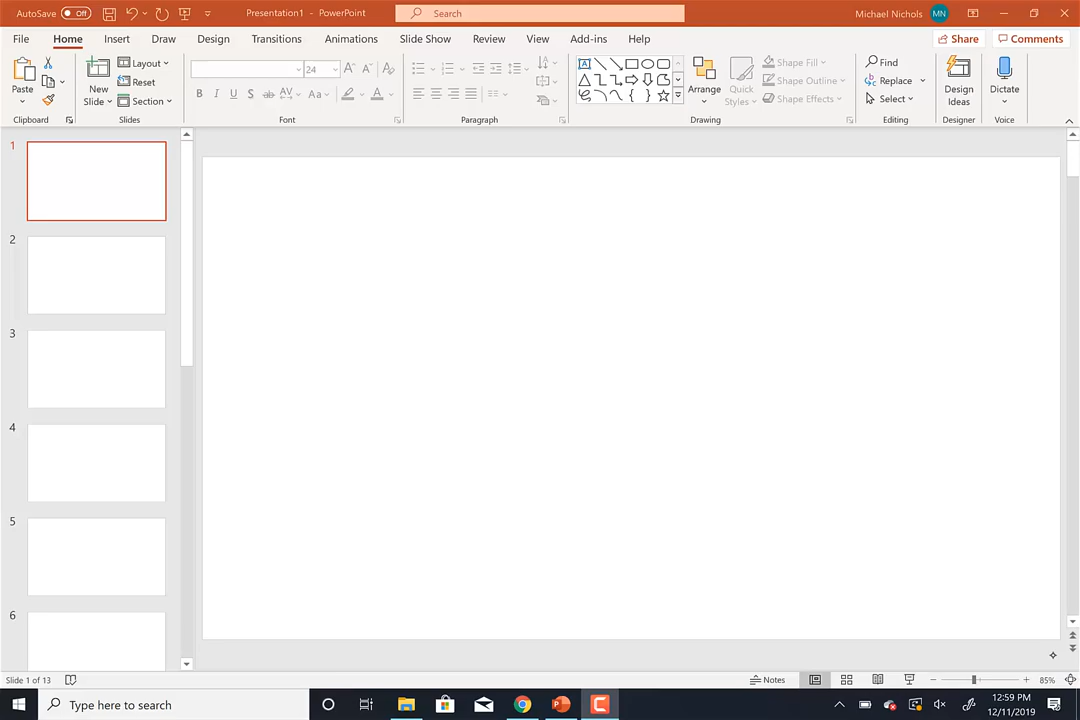 AutoSave Off Presentation1 - PowerPoint Search Michael Nichols MN
File Home Insert Draw Design Transitions Animations Slide Show Review View Add-ins Help Share Comments
Paste
New Slide
Layout
Reset
Section
24
B I U S ab AV Aa A
Arrange
Quick Styles
Shape Fill
Shape Outline
Shape Effects
Find
Replace
Select
Design Ideas
Dictate
Clipboard Slides Font Paragraph Drawing Editing Designer Voice
1
2
3
4
5
6
Slide 1 of 13 Notes 85%
Type here to search
12:59 PM
12/11/2019